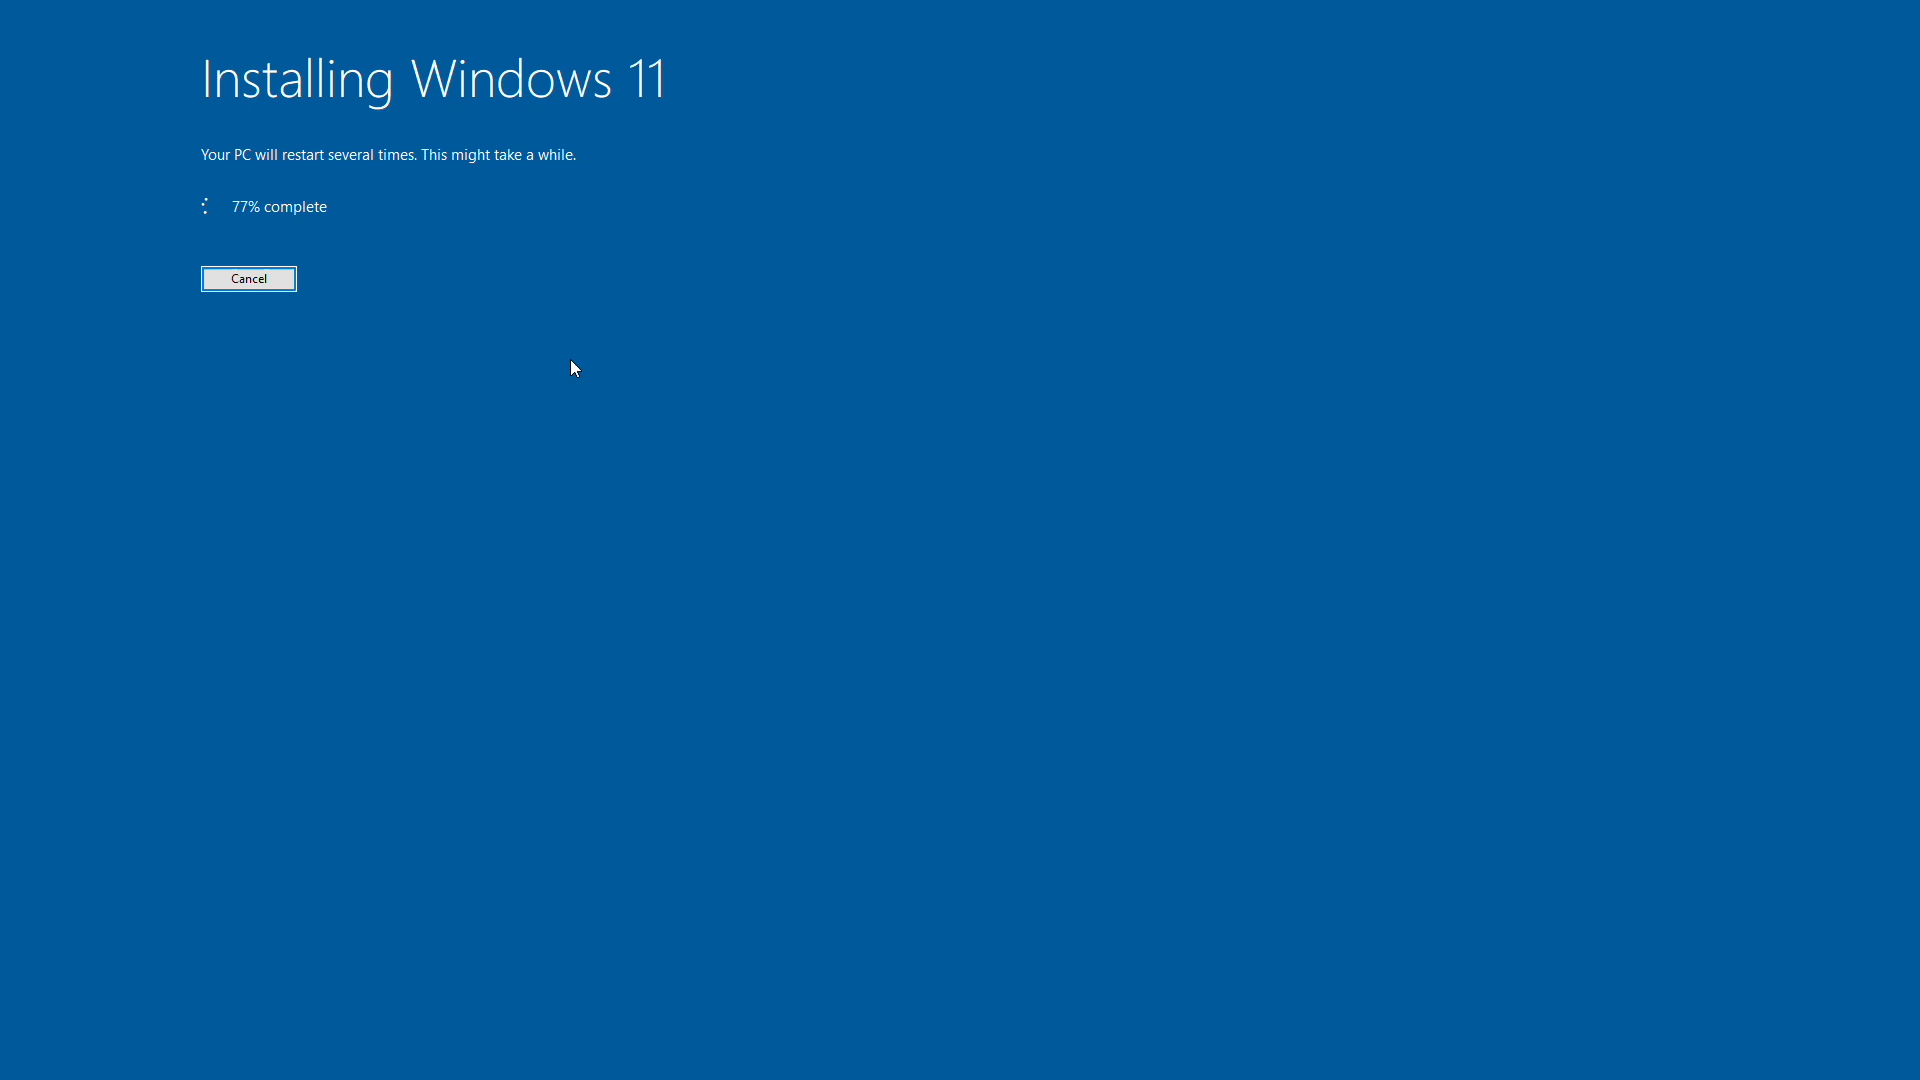 Installing Windows 11
Your PC will restart several times. This might take a while.
77% complete
Cancel